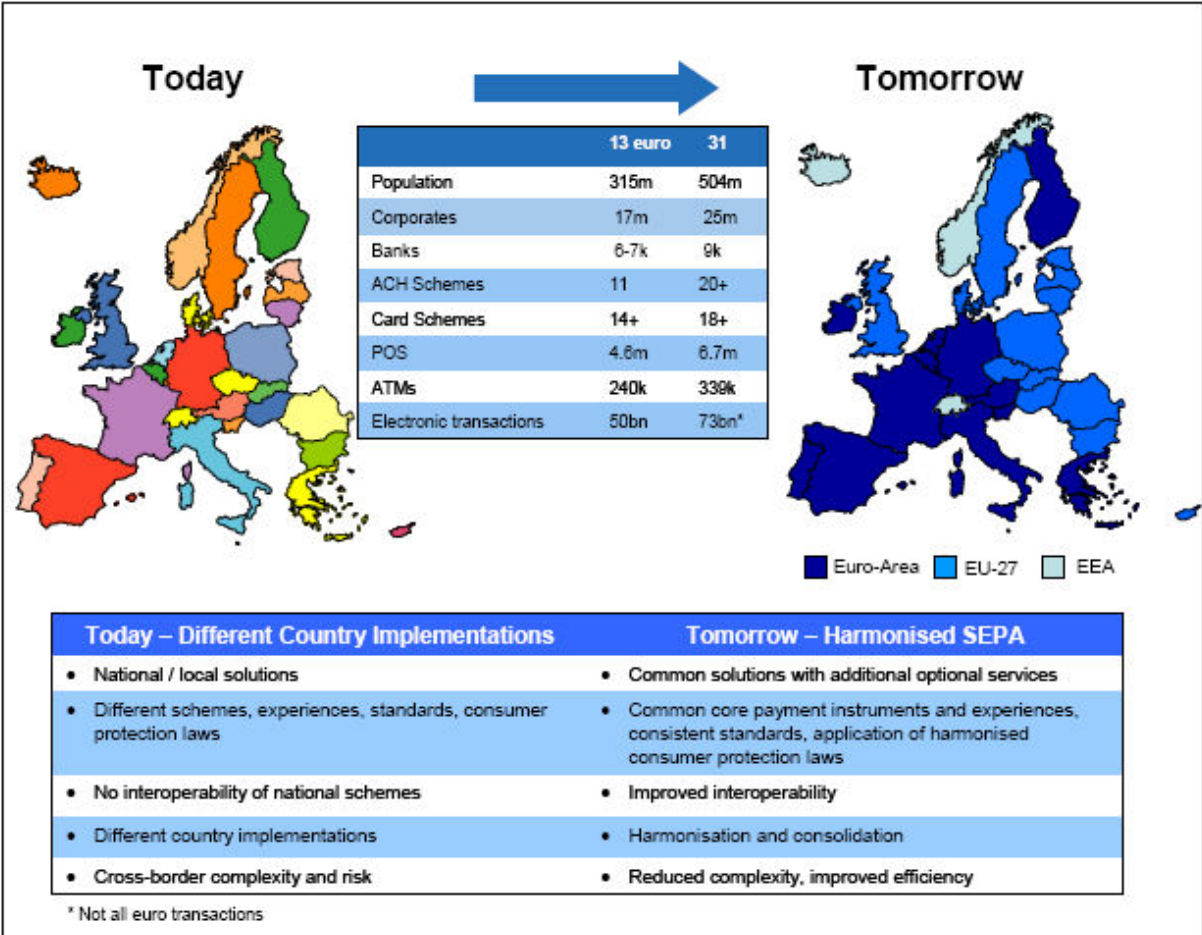 Today
Tomorrow
13 euro 31
Population 315m 504m
Corporates 17m 25m
Banks 6-7k 9k
ACH Schemes 11 20+
Card Schemes 14+ 18+
POS 4.6m 6.7m
ATMs 240k 339k
Electronic transactions 50bn 73bn*
Euro-Area EU-27 EEA
Today – Different Country Implementations Tomorrow – Harmonised SEPA
• National / local solutions • Common solutions with additional optional services
• Different schemes, experiences, standards, consumer
protection laws
• Common core payment instruments and experiences,
consistent standards, application of harmonised
consumer protection laws
• No interoperability of national schemes • Improved interoperability
• Different country implementations • Harmonisation and consolidation
• Cross-border complexity and risk • Reduced complexity, improved efficiency
* Not all euro transactions